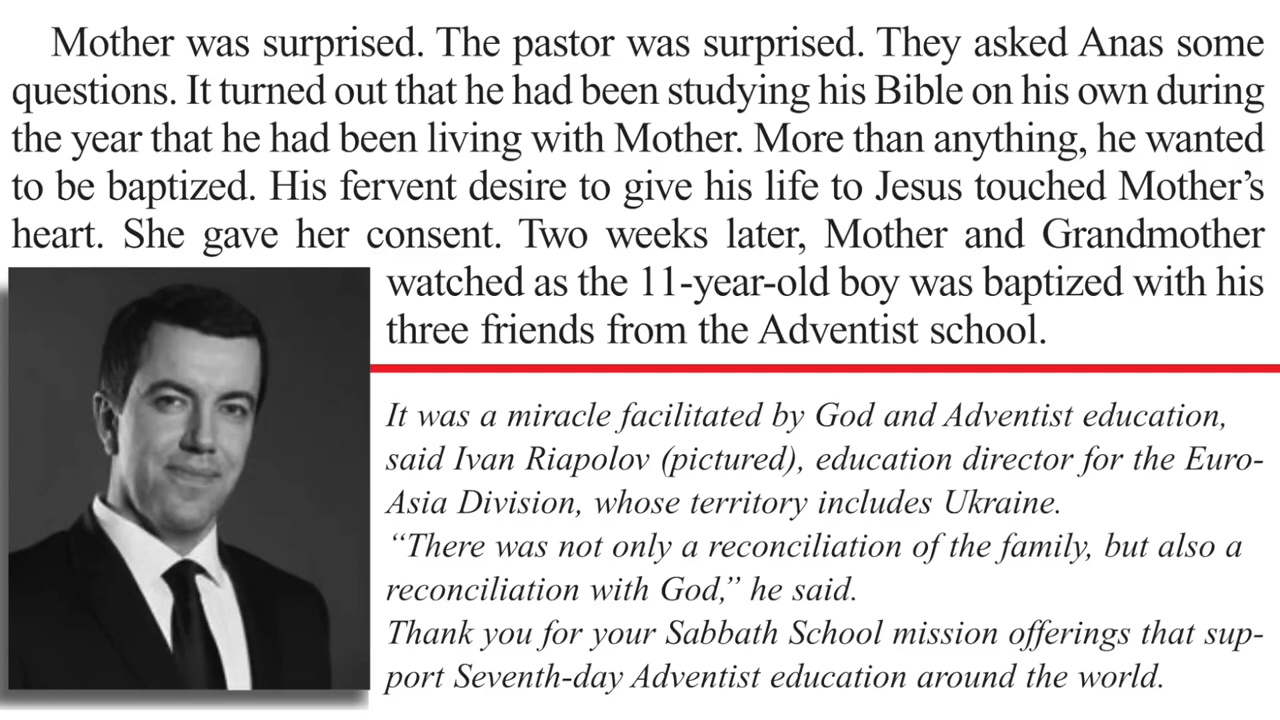 Mother was surprised. The pastor was surprised. They asked Anas some
questions. It turned out that he had been studying his Bible on his own during
the year that he had been living with Mother. More than anything, he wanted
to be baptized. His fervent desire to give his life to Jesus touched Mother’s
heart. She gave her consent. Two weeks later, Mother and Grandmother
watched as the 11-year-old boy was baptized with his
three friends from the Adventist school.
It was a miracle facilitated by God and Adventist education,
said Ivan Riapolov (pictured), education director for the Euro-
Asia Division, whose territory includes Ukraine.
“There was not only a reconciliation of the family, but also a
reconciliation with God,” he said.
Thank you for your Sabbath School mission offerings that sup-
port Seventh-day Adventist education around the world.